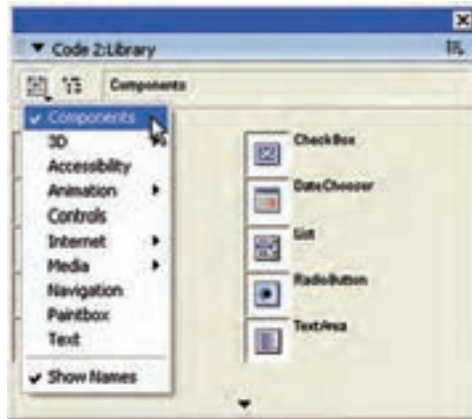 Code 2:Library
Components
Components
3D
Accessibility
Animation
Controls
Internet
Media
Navigation
Paintbox
Text
Show Names
CheckBox
DateChooser
List
RadioButton
TextArea